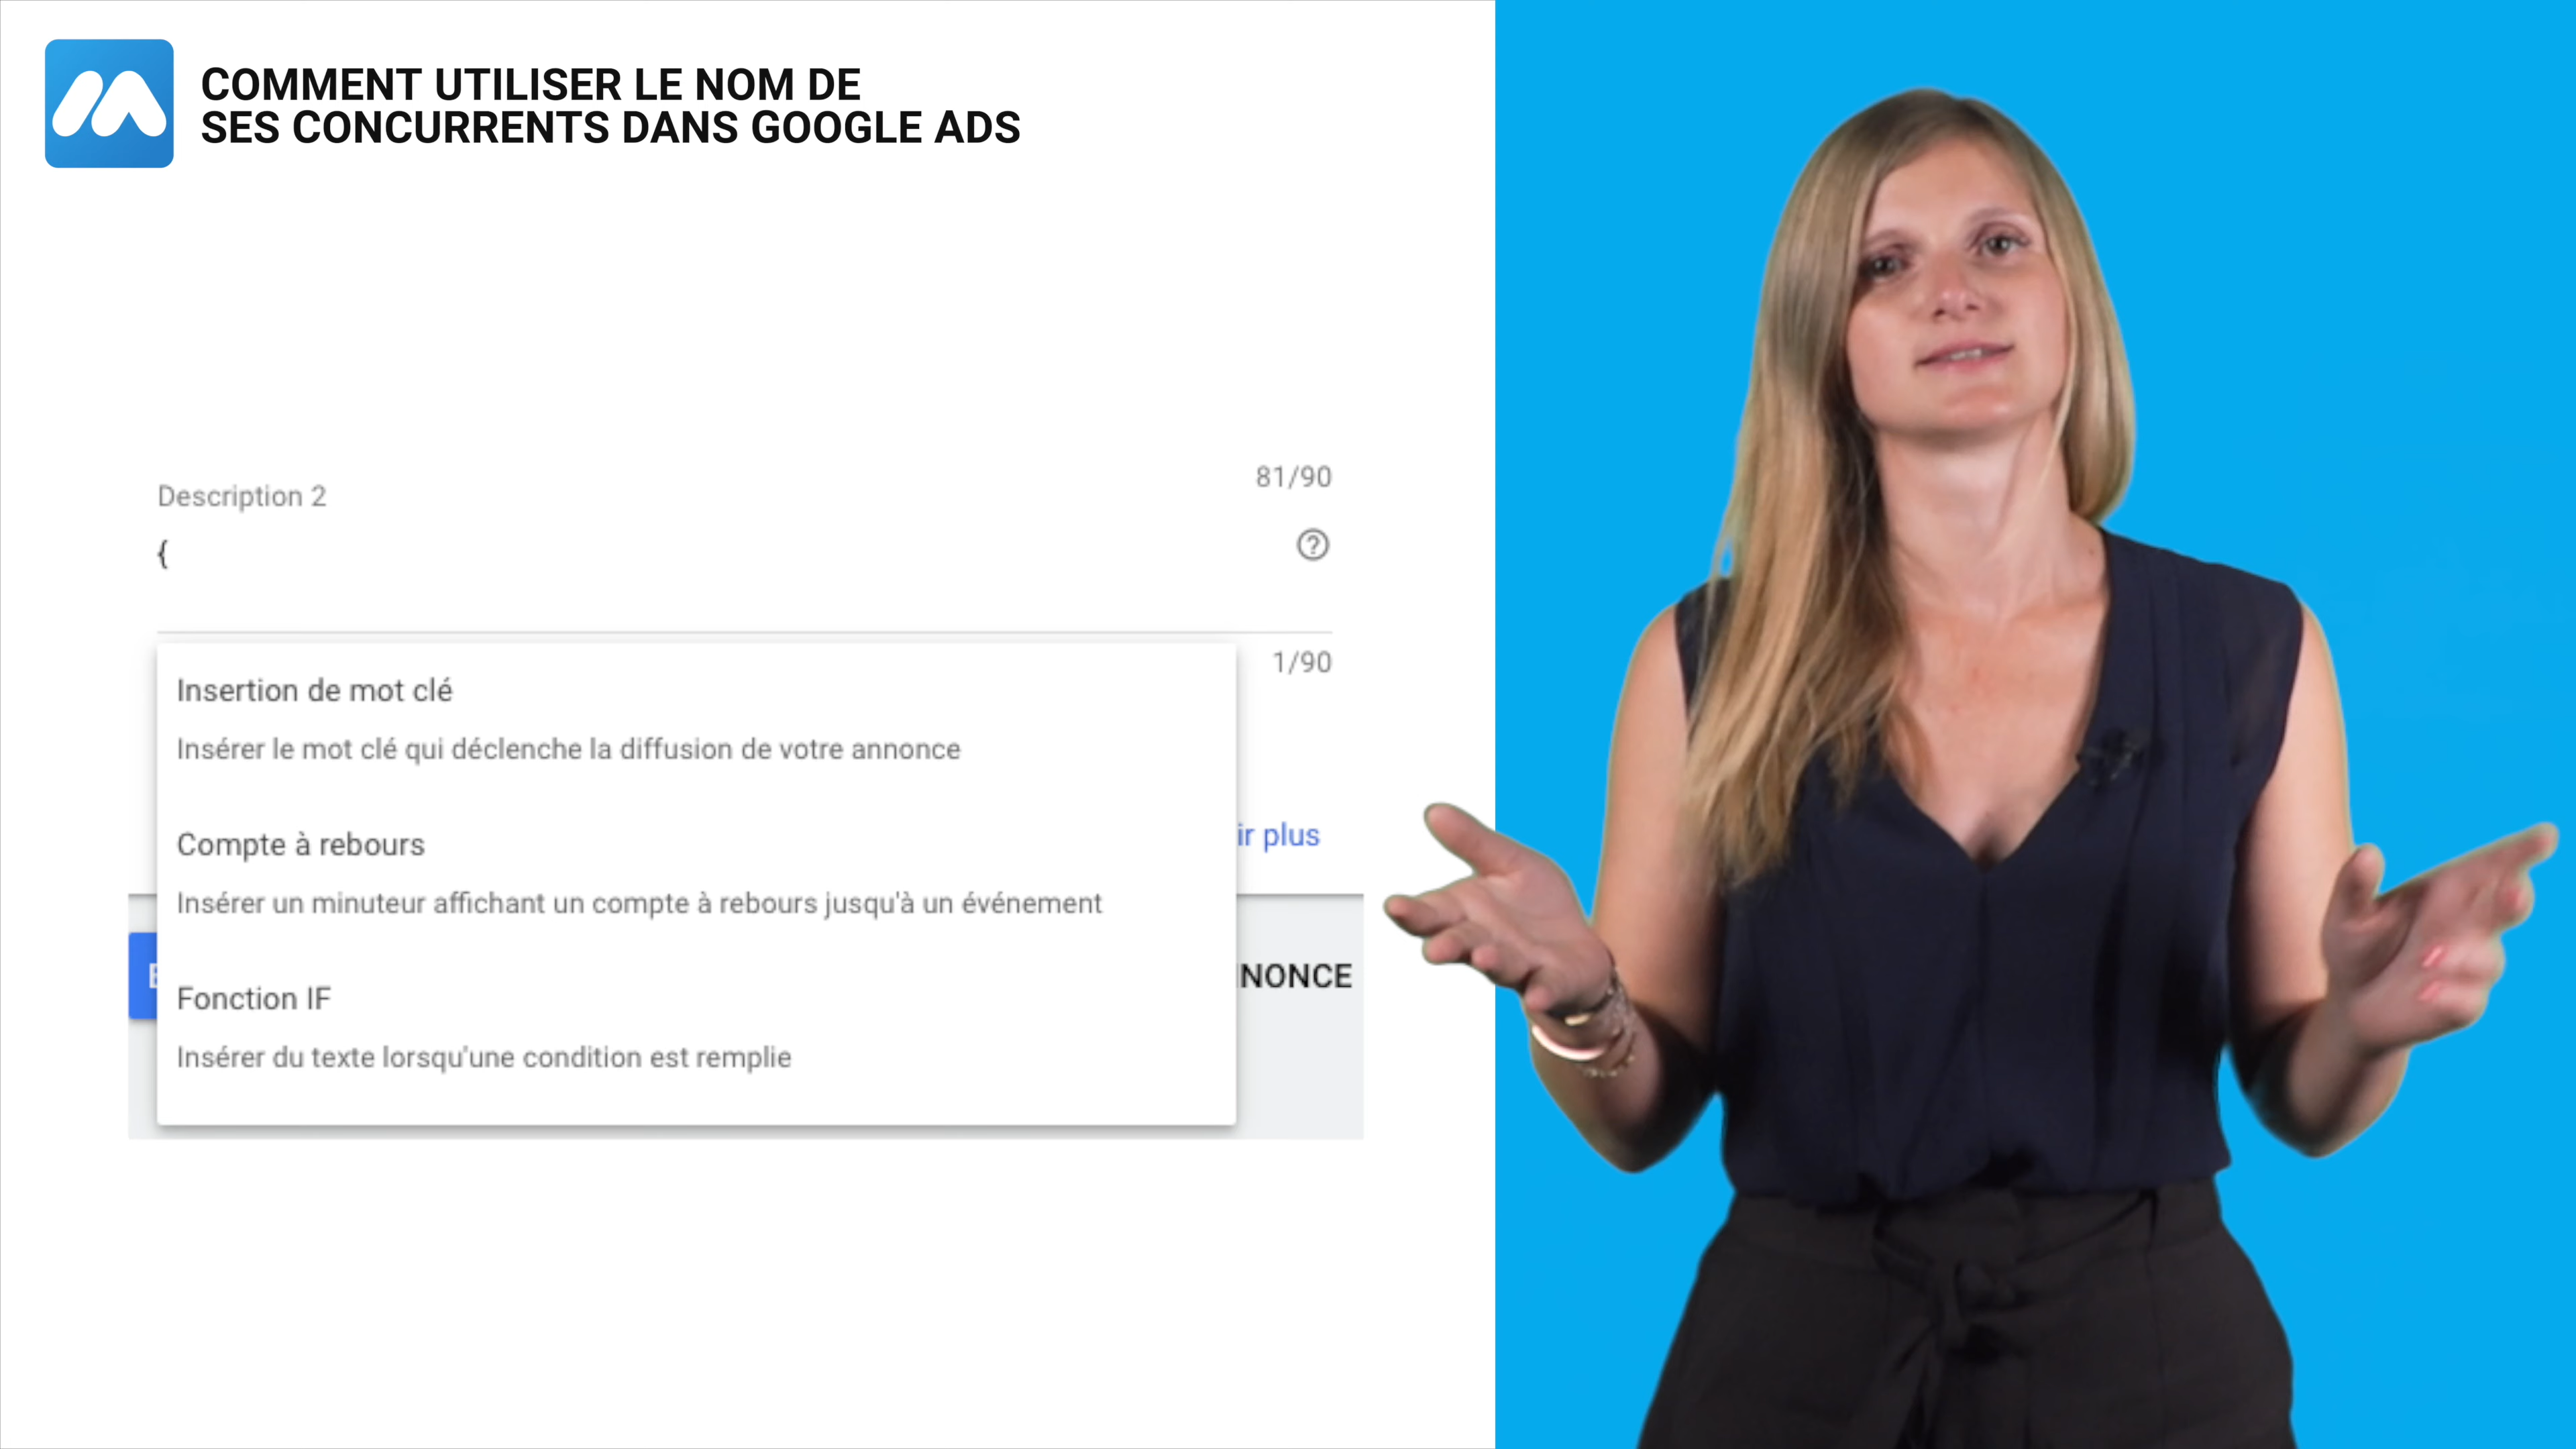 COMMENT UTILISER LE NOM DE
SES CONCURRENTS DANS GOOGLE ADS
81/90
Description 2
{
?
1/90
Insertion de mot clé
Insérer le mot clé qui déclenche la diffusion de votre annonce
ir plus
Compte à rebours
Insérer un minuteur affichant un compte à rebours jusqu'à un événement
NONCE
Fonction IF
Insérer du texte lorsqu'une condition est remplie